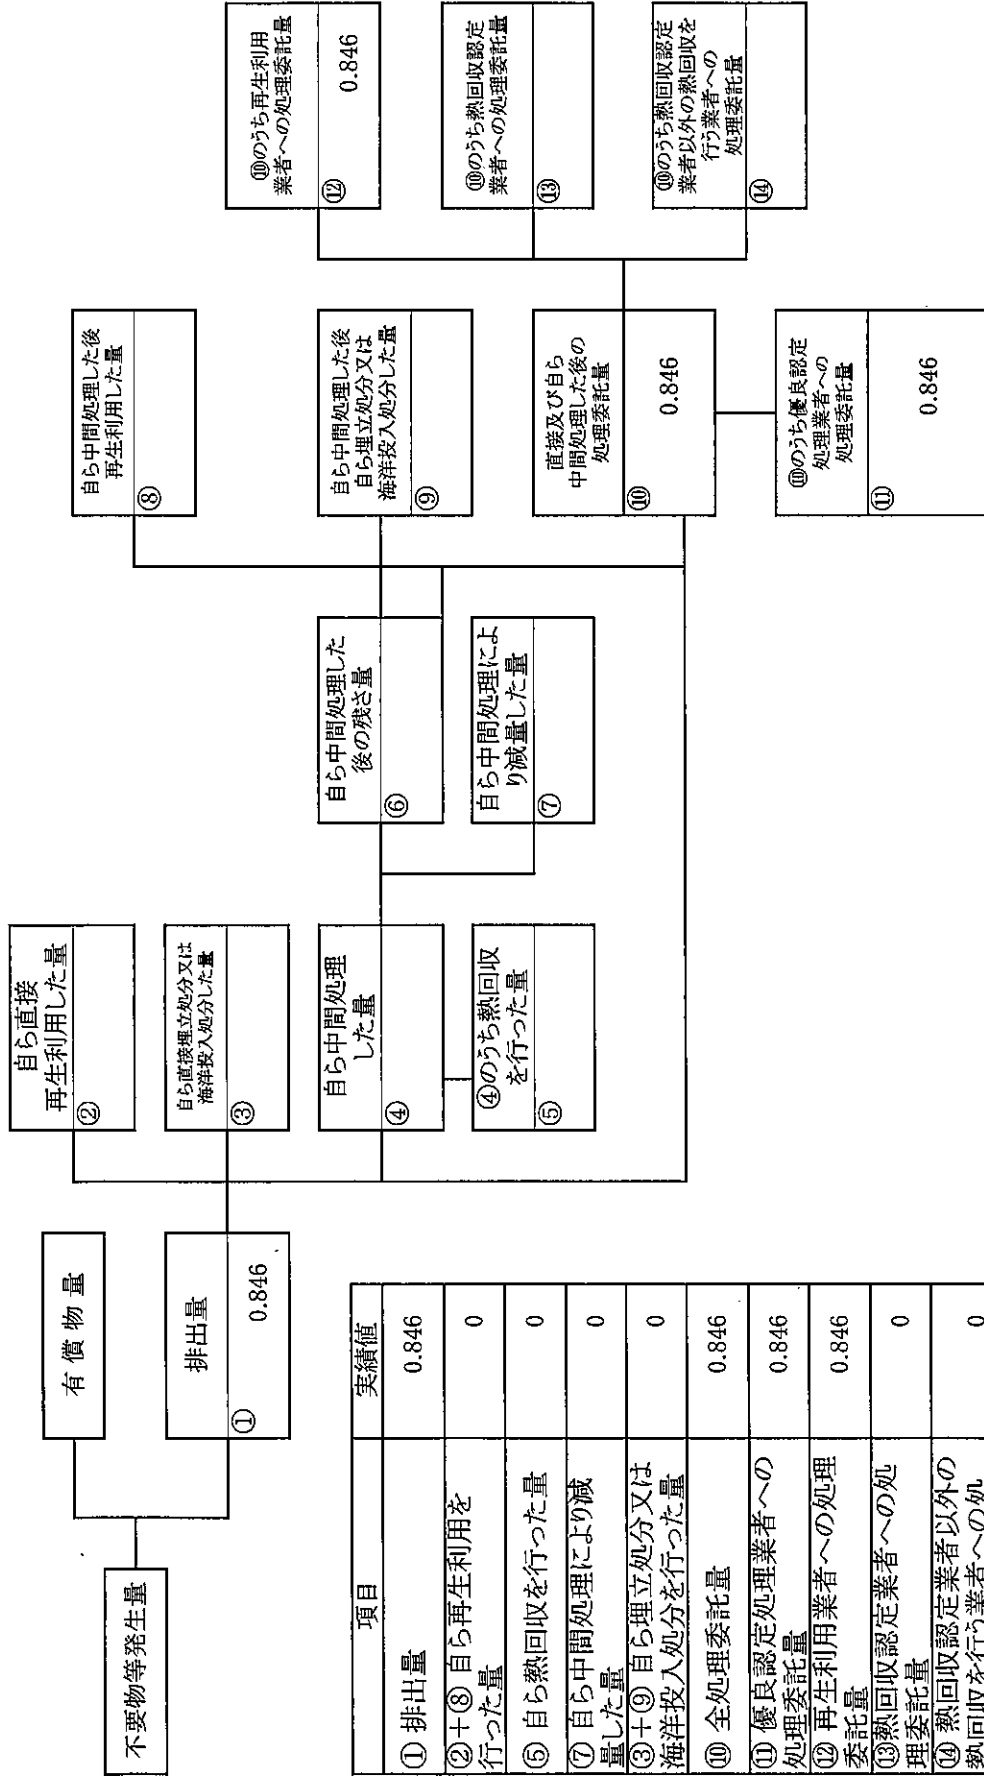 不要物等発生量
有償物量
排出量
①
0.846
自ら直接
再生利用した量
②
自ら直接埋立処分又は
海洋投入処分した量
③
自ら中間処理
した量
④
④のうち熱回収
を行った量
⑤
自ら中間処理した
後の残さ量
⑥
自ら中間処理によ
り減量した量
⑦
自ら中間処理した後
再生利用した量
⑧
自ら中間処理した後
自ら埋立処分又は
海洋投入処分した量
⑨
直接及び自ら
中間処理した後の
処理委託量
⑩
0.846
⑩のうち優良認定
処理業者への
処理委託量
⑪
0.846
⑩のうち再生利用
業者への処理委託量
⑫
0.846
⑩のうち熱回収認定
業者への処理委託量
⑬
⑩のうち熱回収認定
業者以外の熱回収を
行う業者への
処理委託量
⑭
項目 実績値
①排出量 0.846
②+⑧ 自ら再生利用を
行った量 0
⑤ 自ら熱回収を行った量 0
⑦ 自ら中間処理により減
量した量 0
③+⑨ 自ら埋立処分又は
海洋投入処分を行った量 0
⑩ 全処理委託量 0.846
⑪ 優良認定処理業者への
処理委託量 0.846
⑫ 再生利用業者への処理
委託量 0.846
⑬熱回収認定業者への処
理委託量 0
⑭ 熱回収認定業者以外の
熱回収を行う業者への処 0